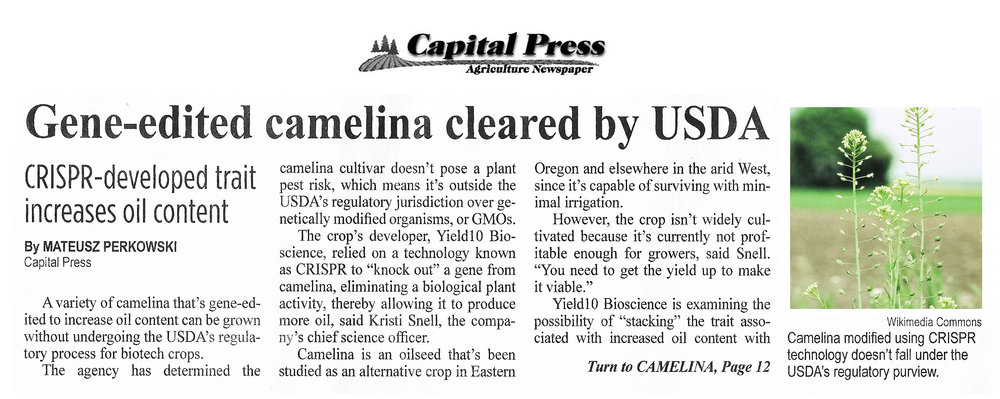 Capital Press
Agriculture Newspaper
Gene-edited camelina cleared by USDA
CRISPR-developed trait
increases oil content
By MATEUSZ PERKOWSKI
Capital Press
A variety of camelina that's gene-ed-
ited to increase oil content can be grown
without undergoing the USDA's regula-
tory process for biotech crops.
The agency has determined the
camelina cultivar doesn't pose a plant
pest risk, which means it's outside the
USDA's regulatory jurisdiction over ge-
netically modified organisms, or GMOs.
The crop's developer, Yield10 Bio-
science, relied on a technology known
as CRISPR to “knock out” a gene from
camelina, eliminating a biological plant
activity, thereby allowing it to produce
more oil, said Kristi Snell, the compa-
ny's chief science officer.
Camelina is an oilseed that's been
studied as an alternative crop in Eastern
Oregon and elsewhere in the arid West,
since it's capable of surviving with min-
imal irrigation.
However, the crop isn't widely cul-
tivated because it's currently not prof-
itable enough for growers, said Snell.
“You need to get the yield up to make
it viable.”
Yield10 Bioscience is examining the
possibility of “stacking” the trait asso-
ciated with increased oil content with
Turn to CAMELINA, Page 12
Wikimedia Commons
Camelina modified using CRISPR
technology doesn't fall under the
USDA's regulatory purview.